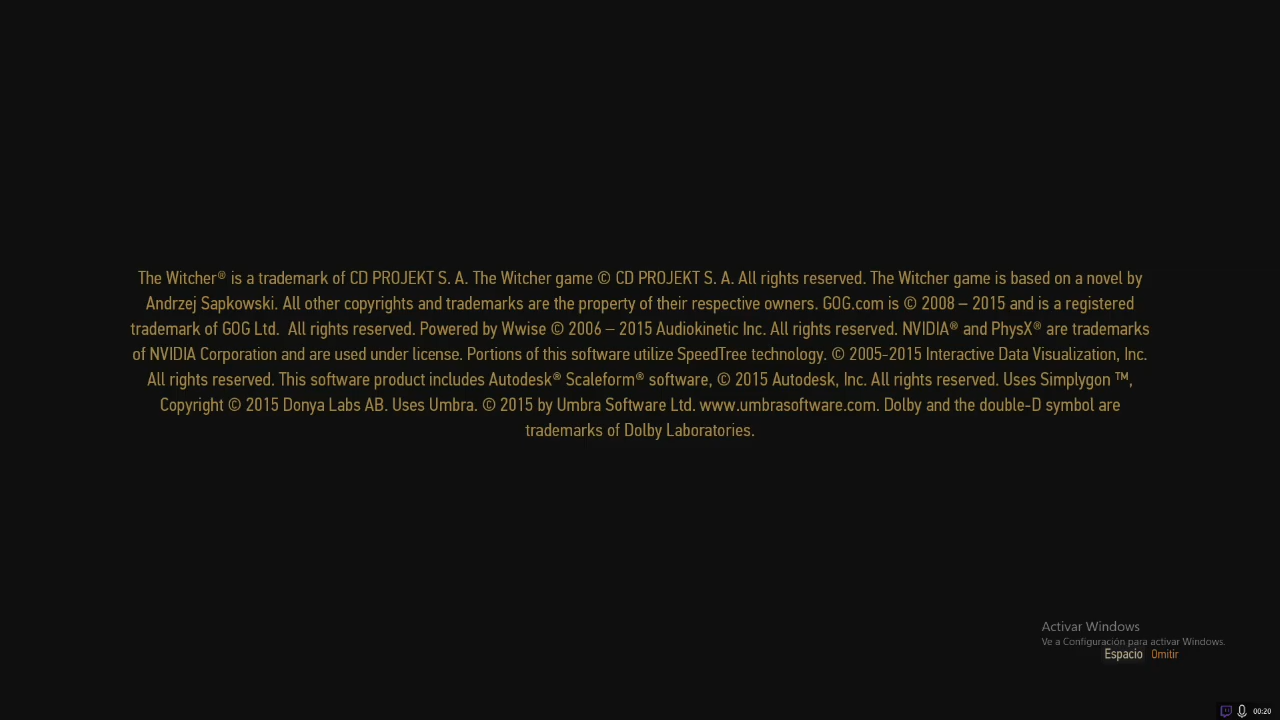 The Witcher® is a trademark of CD PROJEKT S. A. The Witcher game © CD PROJEKT S. A. All rights reserved. The Witcher game is based on a novel by
Andrzej Sapkowski. All other copyrights and trademarks are the property of their respective owners. GOG.com is © 2008 – 2015 and is a registered
trademark of GOG Ltd.  All rights reserved. Powered by Wwise © 2006 – 2015 Audiokinetic Inc. All rights reserved. NVIDIA® and PhysX® are trademarks
of NVIDIA Corporation and are used under license. Portions of this software utilize SpeedTree technology. © 2005-2015 Interactive Data Visualization, Inc.
All rights reserved. This software product includes Autodesk® Scaleform® software, © 2015 Autodesk, Inc. All rights reserved. Uses Simplygon ™,
Copyright © 2015 Donya Labs AB. Uses Umbra. © 2015 by Umbra Software Ltd. www.umbrasoftware.com. Dolby and the double-D symbol are
trademarks of Dolby Laboratories.
Activar Windows
Ve a Configuración para activar Windows.
Espacio Omitir
00:20